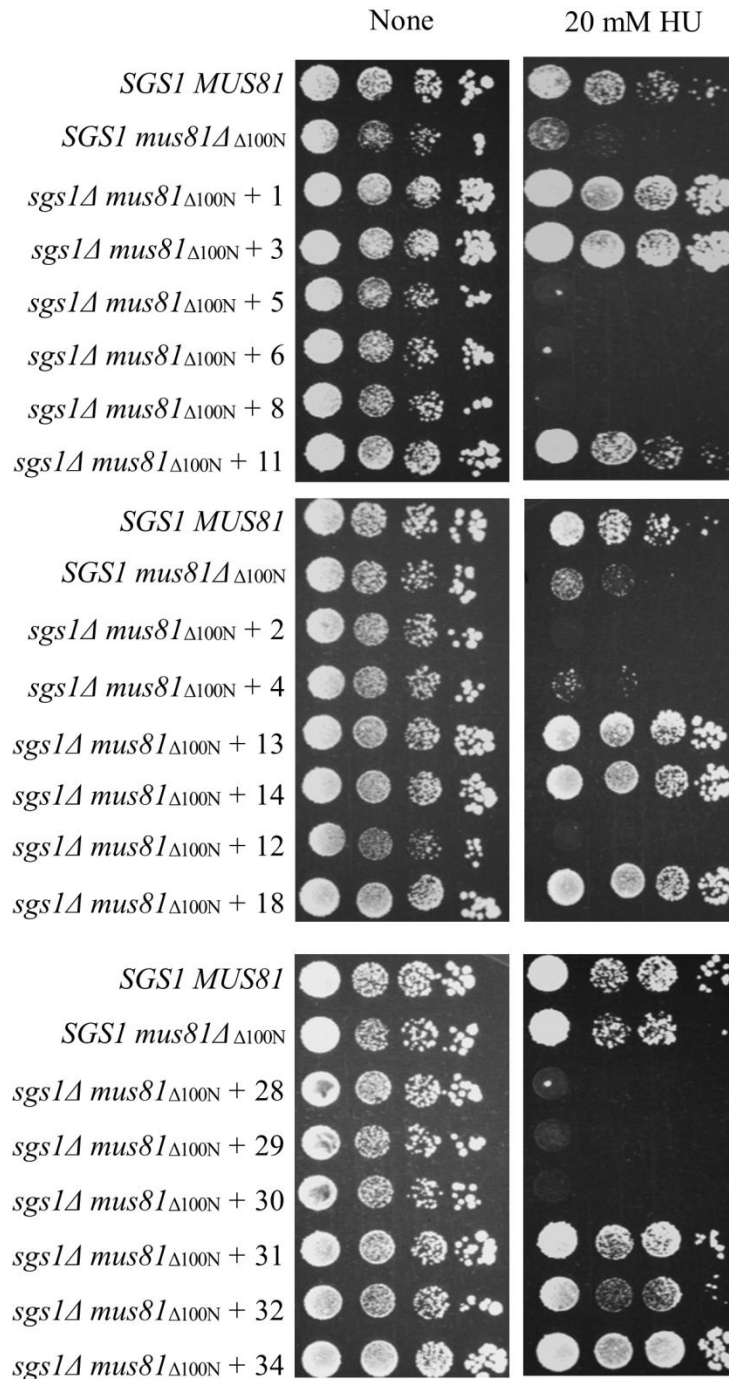 None 20 mM HU
SGS1 MUS81
SGS1 mus81Δ Δ100N
sgs1Δ mus81Δ100N + 1
sgs1Δ mus81Δ100N + 3
sgs1Δ mus81Δ100N + 5
sgs1Δ mus81Δ100N + 6
sgs1Δ mus81Δ100N + 8
sgs1Δ mus81Δ100N + 11
SGS1 MUS81
SGS1 mus81Δ Δ100N
sgs1Δ mus81Δ100N + 2
sgs1Δ mus81Δ100N + 4
sgs1Δ mus81Δ100N + 13
sgs1Δ mus81Δ100N + 14
sgs1Δ mus81Δ100N + 12
sgs1Δ mus81Δ100N + 18
SGS1 MUS81
SGS1 mus81Δ Δ100N
sgs1Δ mus81Δ100N + 28
sgs1Δ mus81Δ100N + 29
sgs1Δ mus81Δ100N + 30
sgs1Δ mus81Δ100N + 31
sgs1Δ mus81Δ100N + 32
sgs1Δ mus81Δ100N + 34